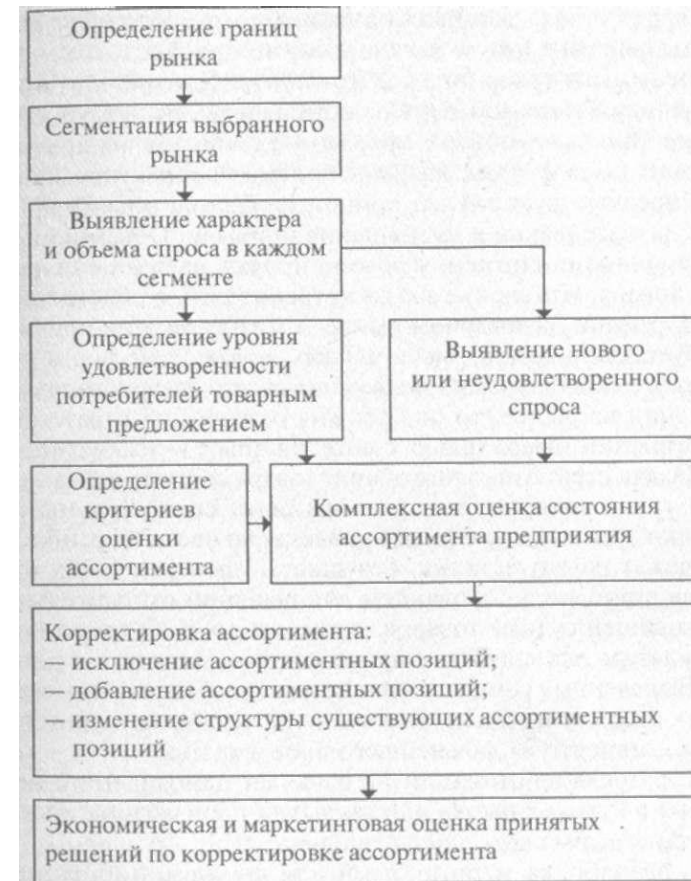 Определение границ
рынка
Сегментация выбранного
рынка
Выявление характера
и объема спроса в каждом
сегменте
Определение уровня
удовлетворенности
потребителей товарным
предложением
Выявление нового
или неудовлетворенного
спроса
Определение
критериев
оценки
ассортимента
Комплексная оценка состояния
ассортимента предприятия
Корректировка ассортимента:
— исключение ассортиментных позиций;
— добавление ассортиментных позиций;
— изменение структуры существующих ассортиментных
позиций
Экономическая и маркетинговая оценка принятых
решений по корректировке ассортимента